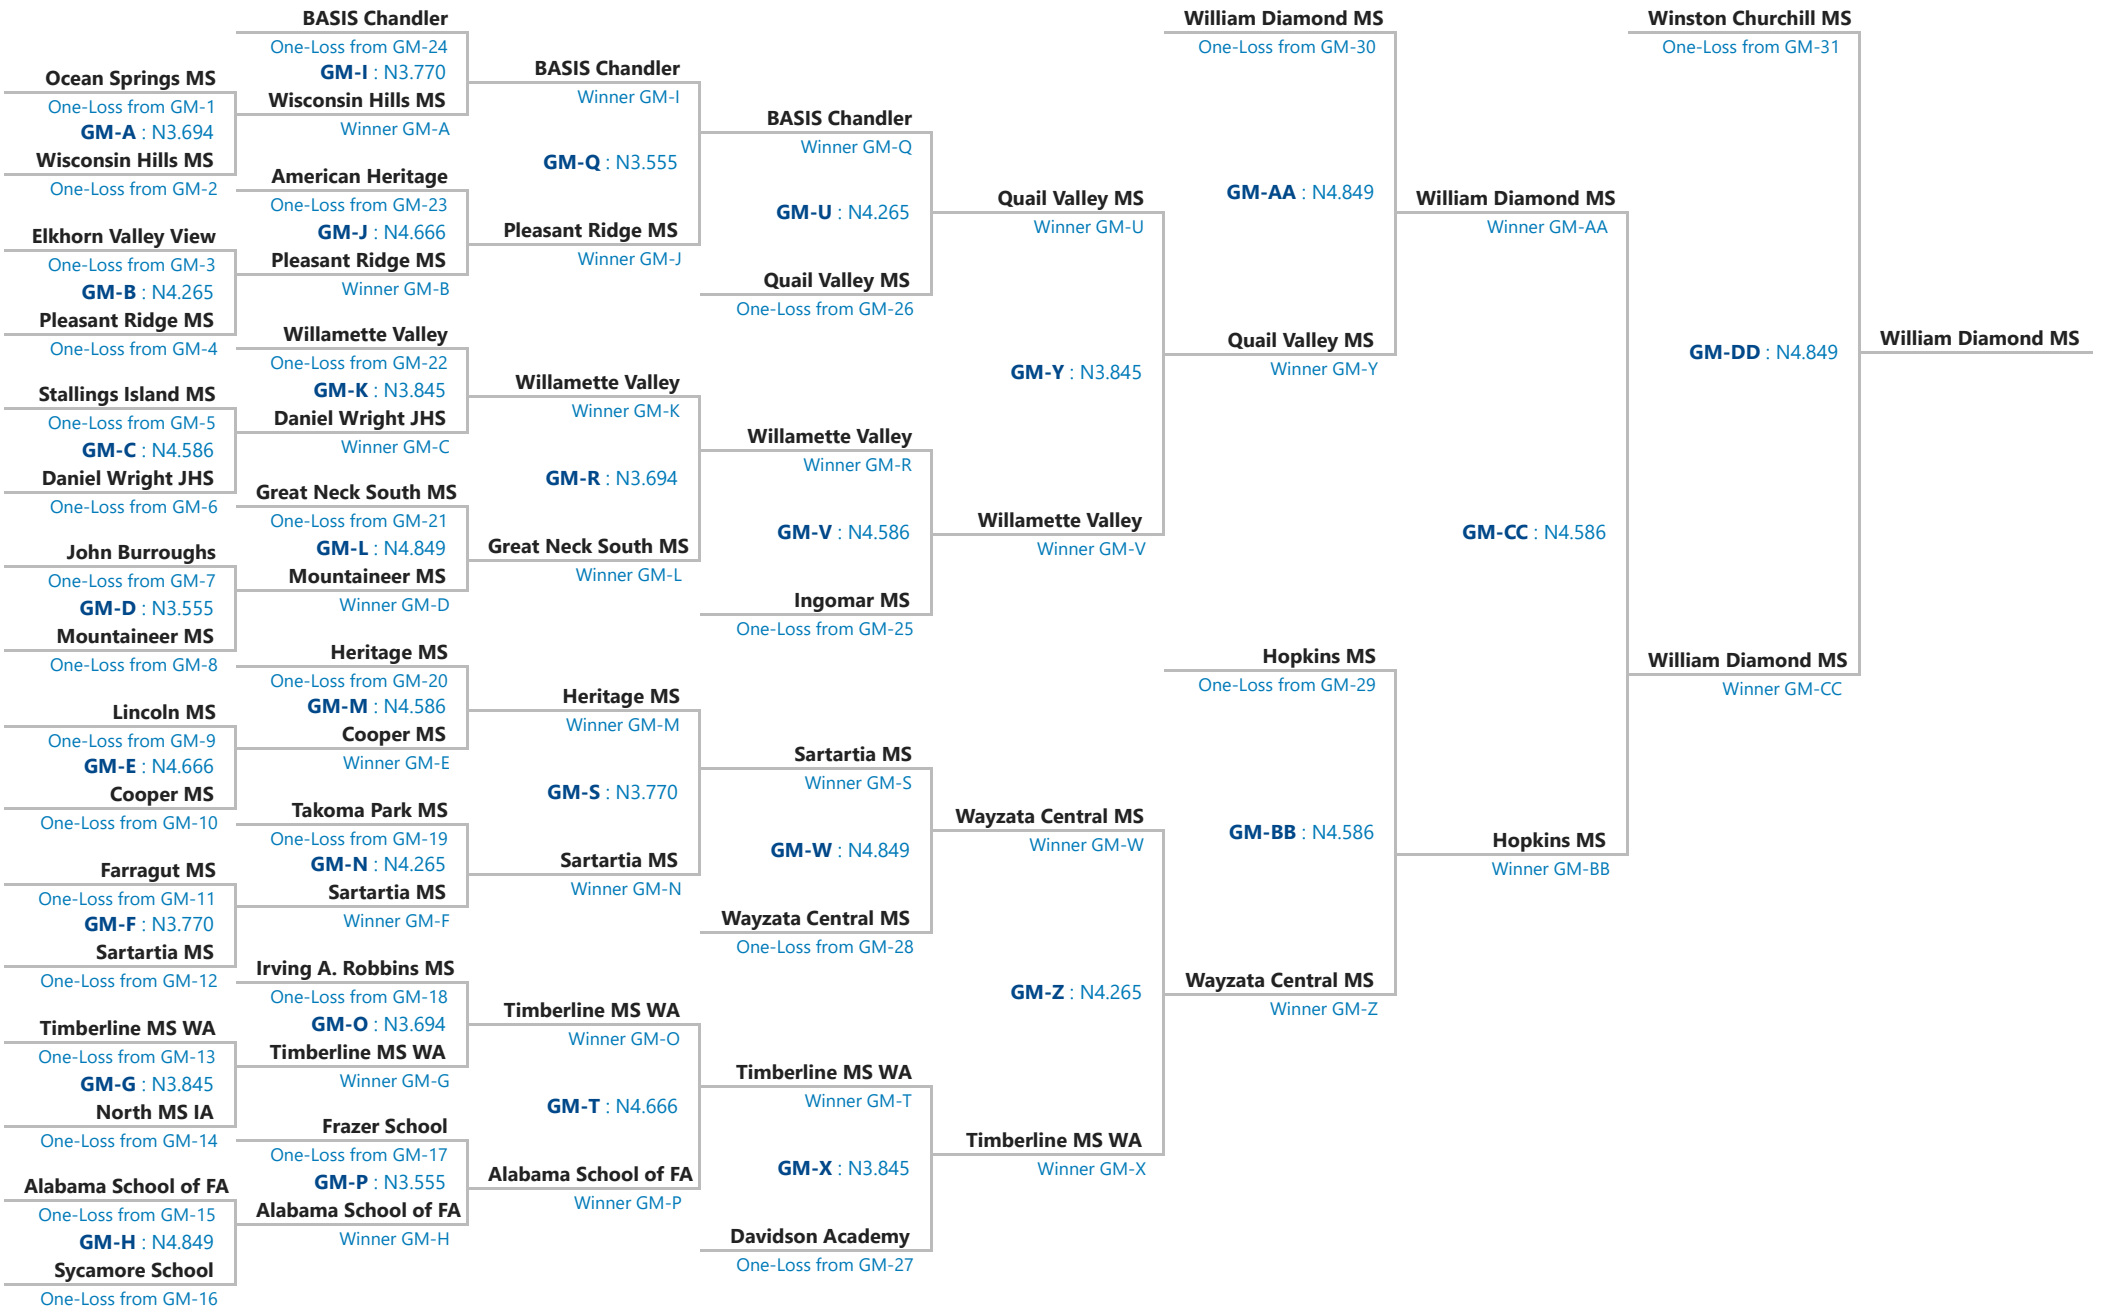 BASIS Chandler
One-Loss from GM-24
GM-I : N3.770
Wisconsin Hills MS
Winner GM-A
Ocean Springs MS
One-Loss from GM-1
GM-A : N3.694
Wisconsin Hills MS
One-Loss from GM-2
American Heritage
One-Loss from GM-23
GM-J : N4.666
Pleasant Ridge MS
Winner GM-B
Elkhorn Valley View
One-Loss from GM-3
GM-B : N4.265
Pleasant Ridge MS
One-Loss from GM-4
Willamette Valley
One-Loss from GM-22
GM-K : N3.845
Daniel Wright JHS
Winner GM-C
Stallings Island MS
One-Loss from GM-5
GM-C : N4.586
Daniel Wright JHS
One-Loss from GM-6
Great Neck South MS
One-Loss from GM-21
GM-L : N4.849
Mountaineer MS
Winner GM-D
John Burroughs
One-Loss from GM-7
GM-D : N3.555
Mountaineer MS
One-Loss from GM-8
Heritage MS
One-Loss from GM-20
GM-M : N4.586
Cooper MS
Winner GM-E
Lincoln MS
One-Loss from GM-9
GM-E : N4.666
Cooper MS
One-Loss from GM-10
Takoma Park MS
One-Loss from GM-19
GM-N : N4.265
Sartartia MS
Winner GM-F
Farragut MS
One-Loss from GM-11
GM-F : N3.770
Sartartia MS
One-Loss from GM-12
Irving A. Robbins MS
One-Loss from GM-18
GM-O : N3.694
Timberline MS WA
Winner GM-G
Timberline MS WA
One-Loss from GM-13
GM-G : N3.845
North MS IA
One-Loss from GM-14
Frazer School
One-Loss from GM-17
GM-P : N3.555
Alabama School of FA
Winner GM-H
Alabama School of FA
One-Loss from GM-15
GM-H : N4.849
Sycamore School
One-Loss from GM-16
BASIS Chandler
Winner GM-I
GM-Q : N3.555
Pleasant Ridge MS
Winner GM-J
Willamette Valley
Winner GM-K
GM-R : N3.694
Great Neck South MS
Winner GM-L
Heritage MS
Winner GM-M
GM-S : N3.770
Sartartia MS
Winner GM-N
Timberline MS WA
Winner GM-O
GM-T : N4.666
Alabama School of FA
Winner GM-P
BASIS Chandler
Winner GM-Q
GM-U : N4.265
Quail Valley MS
One-Loss from GM-26
Willamette Valley
Winner GM-R
GM-V : N4.586
Ingomar MS
One-Loss from GM-25
Sartartia MS
Winner GM-S
GM-W : N4.849
Wayzata Central MS
One-Loss from GM-28
Timberline MS WA
Winner GM-T
GM-X : N3.845
Davidson Academy
One-Loss from GM-27
Quail Valley MS
Winner GM-U
GM-Y : N3.845
Willamette Valley
Winner GM-V
Wayzata Central MS
Winner GM-W
GM-Z : N4.265
Timberline MS WA
Winner GM-X
William Diamond MS
One-Loss from GM-30
GM-AA : N4.849
Quail Valley MS
Winner GM-Y
Hopkins MS
One-Loss from GM-29
GM-BB : N4.586
Wayzata Central MS
Winner GM-Z
William Diamond MS
Winner GM-AA
GM-CC : N4.586
Hopkins MS
Winner GM-BB
Winston Churchill MS
One-Loss from GM-31
GM-DD : N4.849
William Diamond MS
Winner GM-CC
William Diamond MS